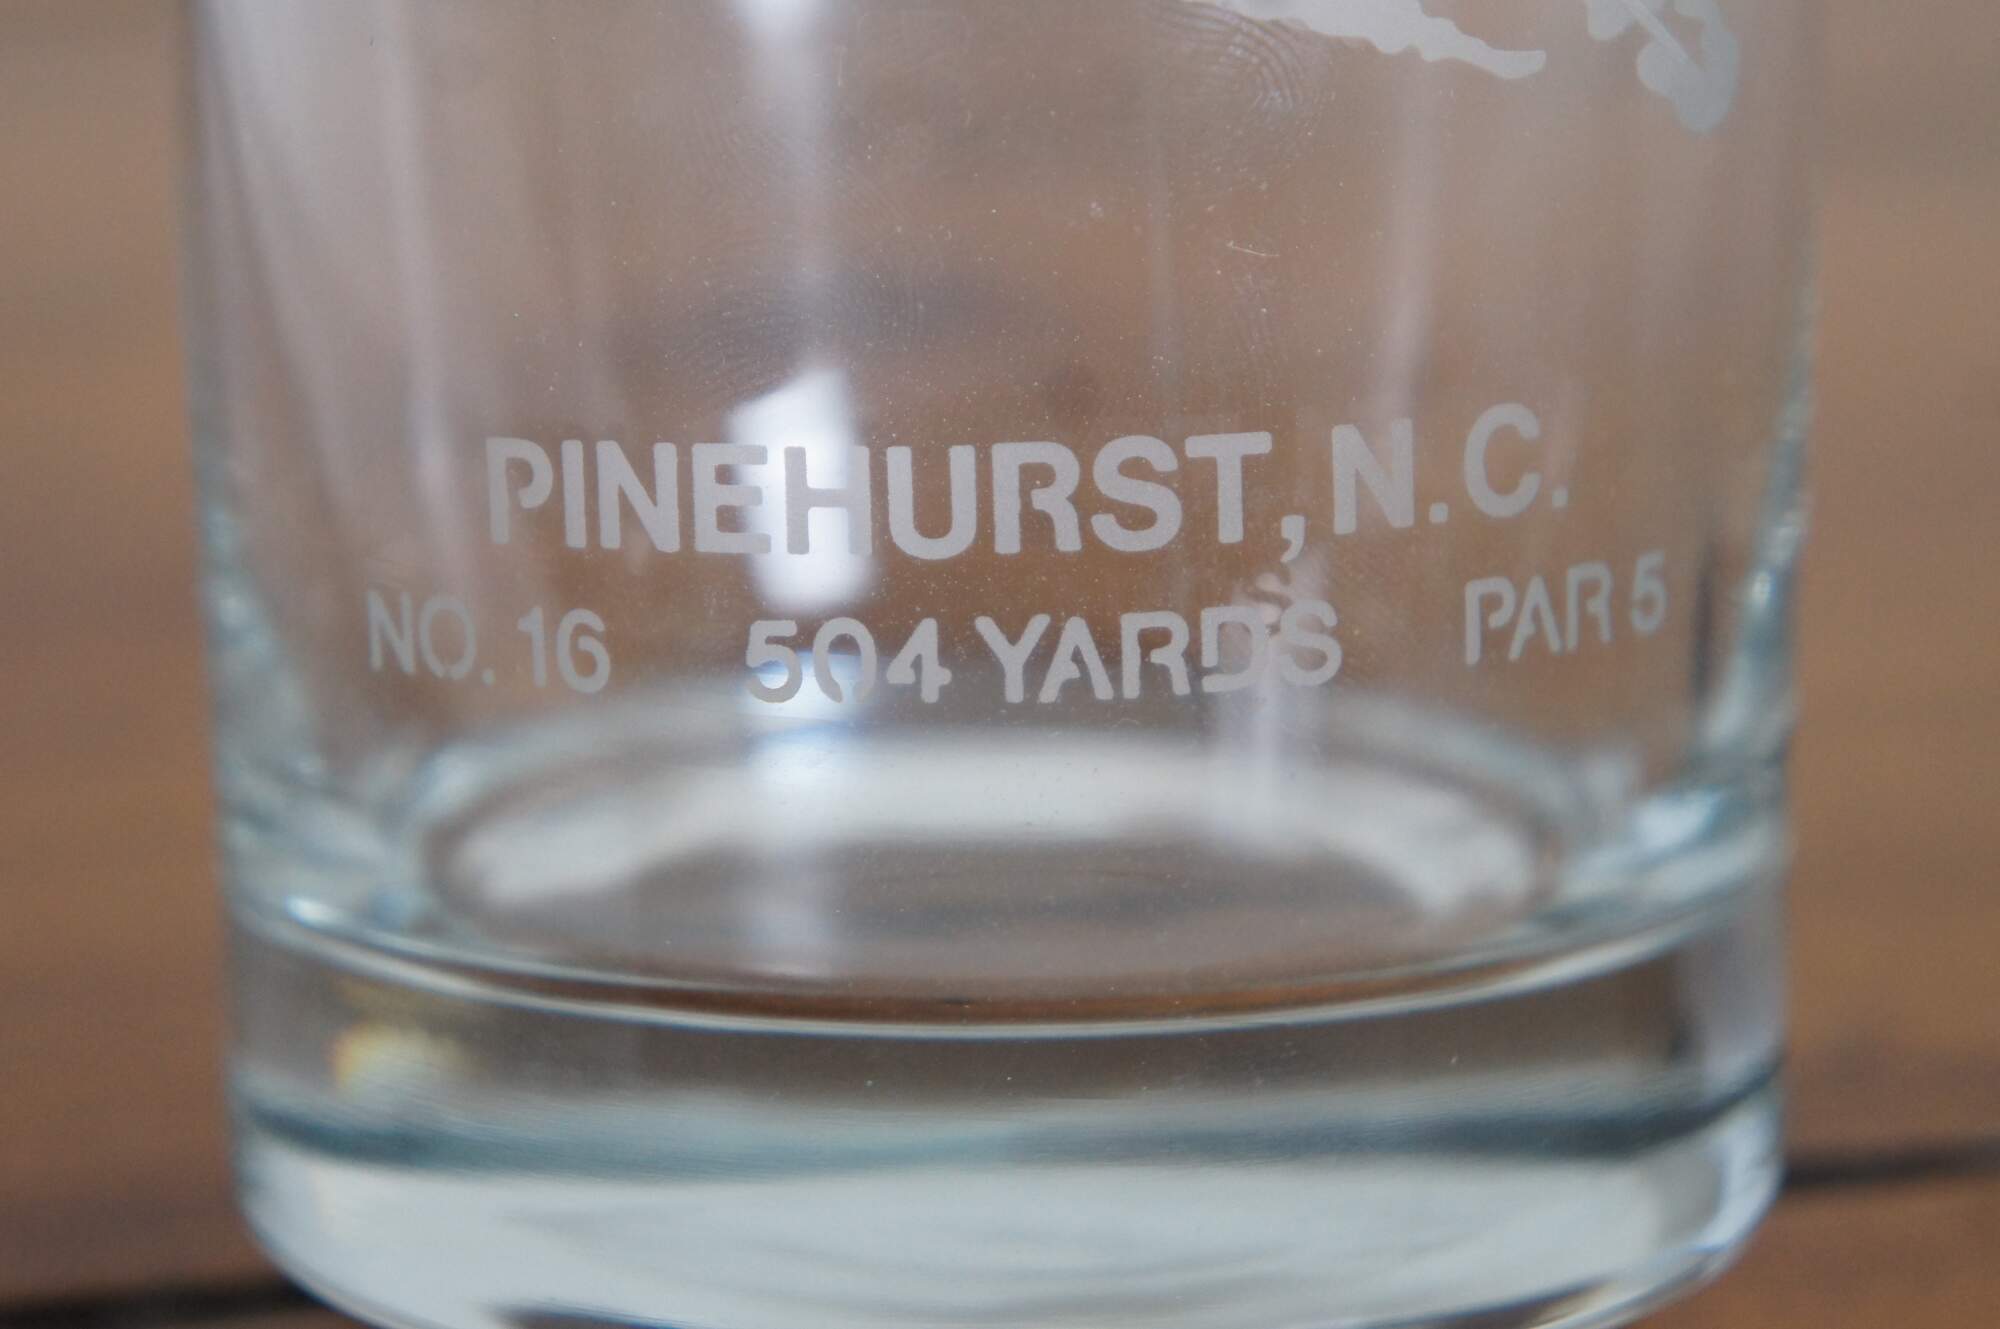 PINEHURST, N.C.
NO. 16 504 YARDS PAR 5